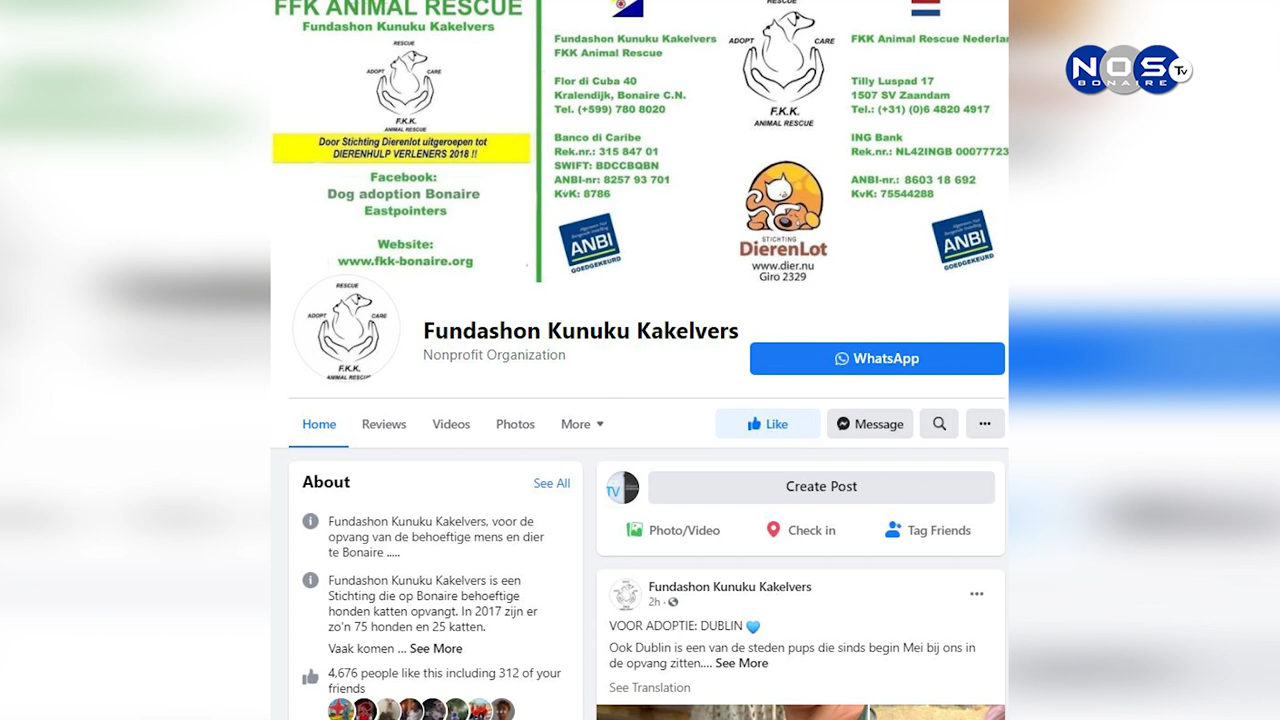 FFK ANIMAL RESCUE
Fundashon Kunuku Kakelvers
RESCUE
ADOPT
CARE
F.K.K.
ANIMAL RESCUE
Door Stichting Dierenlot uitgeroepen tot
DIERENHULP VERLENERS 2018 !!
Facebook:
Dog adoption Bonaire
Eastpointers
Website:
www.fkk-bonaire.org
Fundashon Kunuku Kakelvers
FKK Animal Rescue
Flor di Cuba 40
Kralendijk, Bonaire C.N.
Tel. (+599) 780 8020
Banco di Caribe
Rek.nr.: 315 847 01
SWIFT: BDCCBQBN
ANBI-nr: 8257 93 701
KvK: 8786
ANBI
GOEDGEKEURD
RESCUE
ADOPT
CARE
F.K.K.
ANIMAL RESCUE
STICHTING
DierenLot
www.dier.nu
Giro 2329
FKK Animal Rescue Nederlan
Tilly Luspad 17
1507 SV Zaandam
Tel.: (+31) (0)6 4820 4917
ING Bank
Rek.nr.: NL42INGB 00077723
ANBI-nr.: 8603 18 692
KvK: 75544288
ANBI
GOEDGEKEURD
NOS TV
BONAIRE
RESCUE
ADOPT
CARE
F.K.K.
ANIMAL RESCUE
Fundashon Kunuku Kakelvers
Nonprofit Organization
WhatsApp
Home
Reviews
Videos
Photos
More
Like
Message
About
See All
Fundashon Kunuku Kakelvers, voor de
opvang van de behoeftige mens en dier
te Bonaire .....
Fundashon Kunuku Kakelvers is een
Stichting die op Bonaire behoeftige
honden katten opvangt. In 2017 zijn er
zo'n 75 honden en 25 katten.
Vaak komen ... See More
4,676 people like this including 312 of your
friends
TV
Create Post
Photo/Video
Check in
Tag Friends
Fundashon Kunuku Kakelvers
2h ·
VOOR ADOPTIE: DUBLIN
Ook Dublin is een van de steden pups die sinds begin Mei bij ons in
de opvang zitten.... See More
See Translation